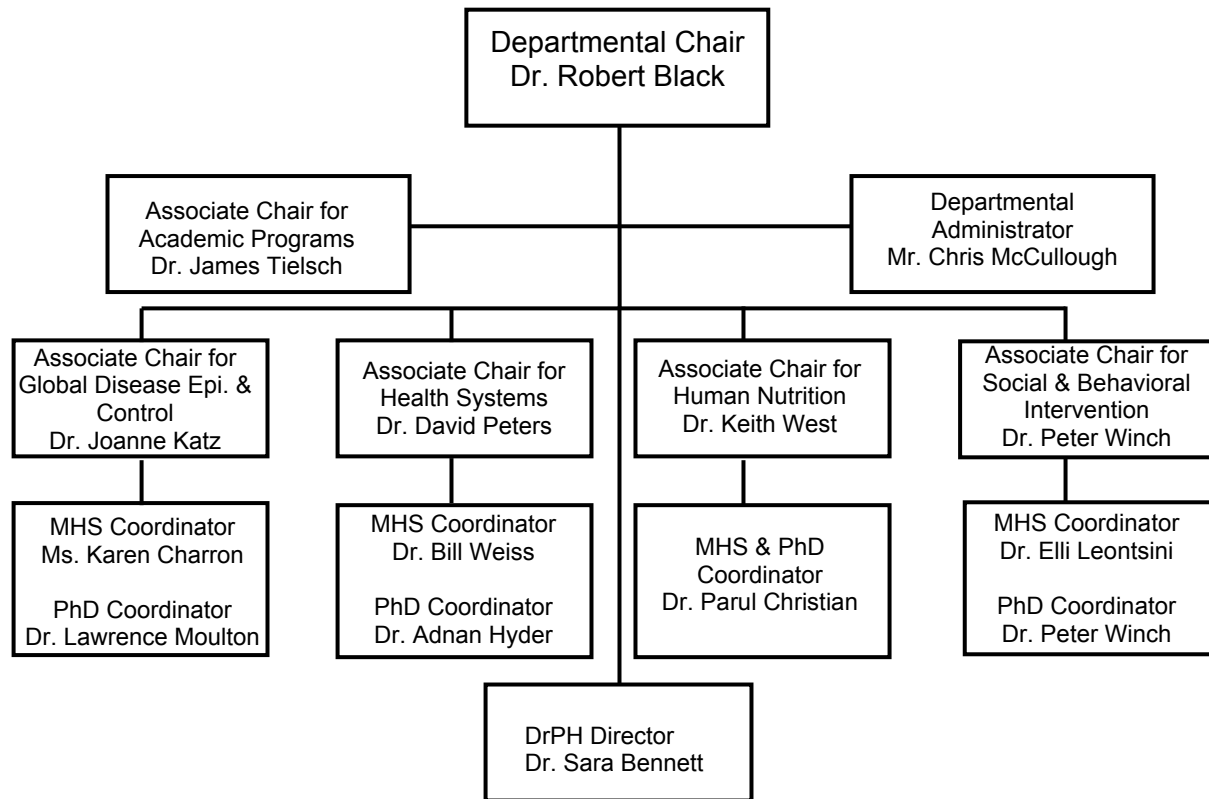 Departmental Chair
Dr. Robert Black
Associate Chair for
Academic Programs
Dr. James Tielsch
Departmental
Administrator
Mr. Chris McCullough
Associate Chair for
Global Disease Epi. &
Control
Dr. Joanne Katz
Associate Chair for
Health Systems
Dr. David Peters
Associate Chair for
Human Nutrition
Dr. Keith West
Associate Chair for
Social & Behavioral
Intervention
Dr. Peter Winch
MHS Coordinator
Ms. Karen Charron
PhD Coordinator
Dr. Lawrence Moulton
MHS Coordinator
Dr. Bill Weiss
PhD Coordinator
Dr. Adnan Hyder
MHS & PhD
Coordinator
Dr. Parul Christian
MHS Coordinator
Dr. Elli Leontsini
PhD Coordinator
Dr. Peter Winch
DrPH Director
Dr. Sara Bennett